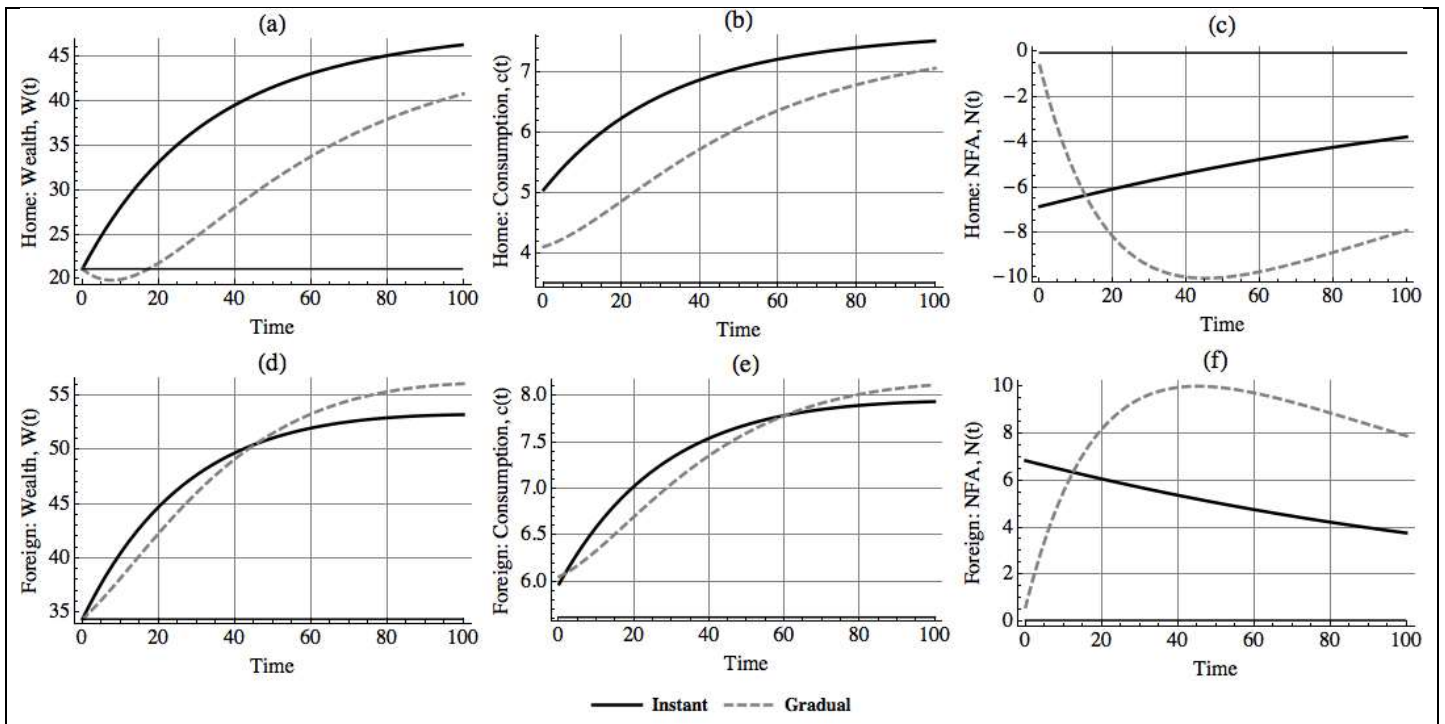 (a)
Home: Wealth, W(t)
45
40
35
30
25
20
0 20 40 60 80 100
Time
(b)
Home: Consumption, c(t)
7
6
5
4
0 20 40 60 80 100
Time
(c)
Home: NFA, N(t)
0
−2
−4
−6
−8
−10
0 20 40 60 80 100
Time
(d)
Foreign: Wealth, W(t)
55
50
45
40
35
0 20 40 60 80 100
Time
(e)
Foreign: Consumption, c(t)
8.0
7.5
7.0
6.5
6.0
0 20 40 60 80 100
Time
(f)
Foreign: NFA, N(t)
10
8
6
4
2
0
0 20 40 60 80 100
Time
Instant Gradual